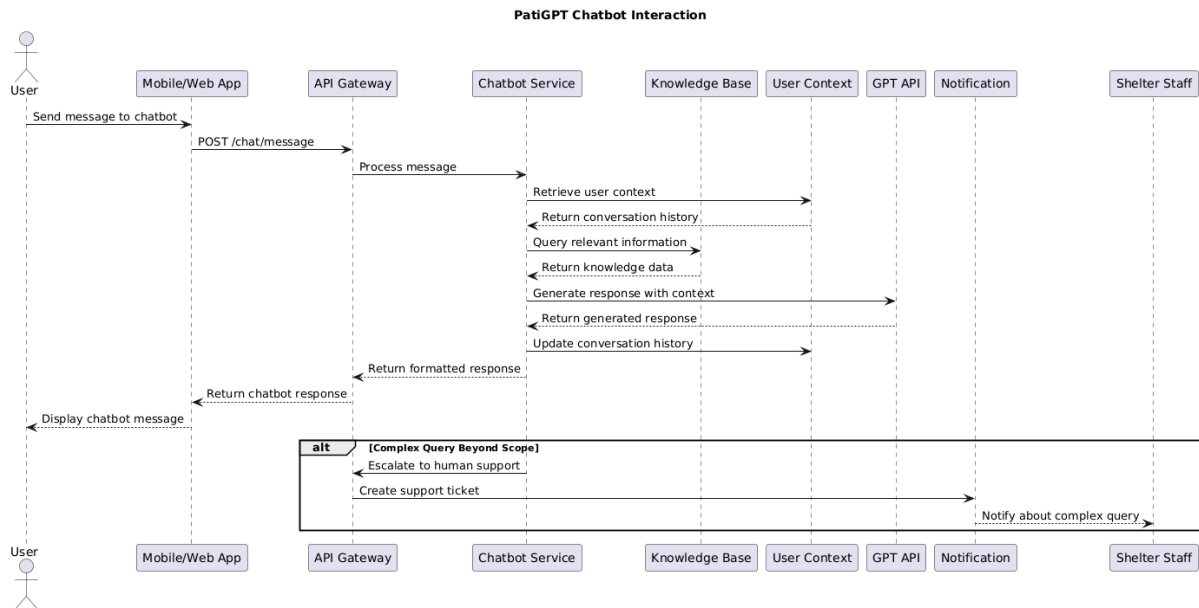 PatiGPT Chatbot Interaction
User
Mobile/Web App
API Gateway
Chatbot Service
Knowledge Base
User Context
GPT API
Notification
Shelter Staff
Send message to chatbot
POST /chat/message
Process message
Retrieve user context
Return conversation history
Query relevant information
Return knowledge data
Generate response with context
Return generated response
Update conversation history
Return formatted response
Return chatbot response
Display chatbot message
alt [Complex Query Beyond Scope]
Escalate to human support
Create support ticket
Notify about complex query
User
Mobile/Web App
API Gateway
Chatbot Service
Knowledge Base
User Context
GPT API
Notification
Shelter Staff